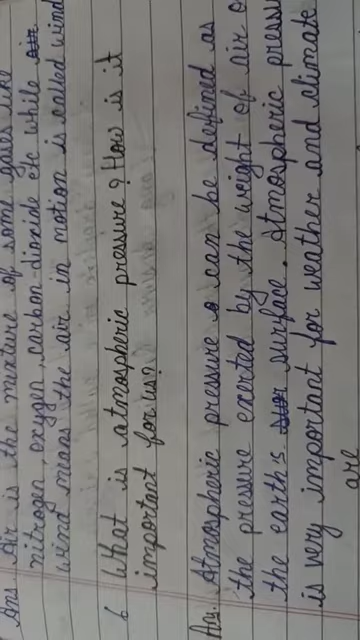 Ans Air is the mixture of some gases like
nitrogen, oxygen, carbon-dioxide etc while
wind means the air in motion is called wind
6 What is atmospheric pressure? How is it
important for us?
Ans. Atmospheric pressure can be defined as
the pressure exerted by the weight of air o
the earth's surface. Atmospheric pressu
is very important for weather and climate
are